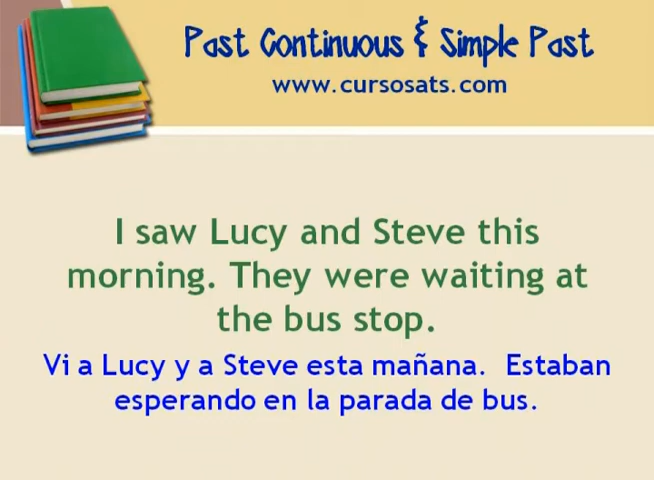 Past Continuous & Simple Past
www.cursosats.com
I saw Lucy and Steve this
morning. They were waiting at
the bus stop.
Vi a Lucy y a Steve esta mañana. Estaban
esperando en la parada de bus.